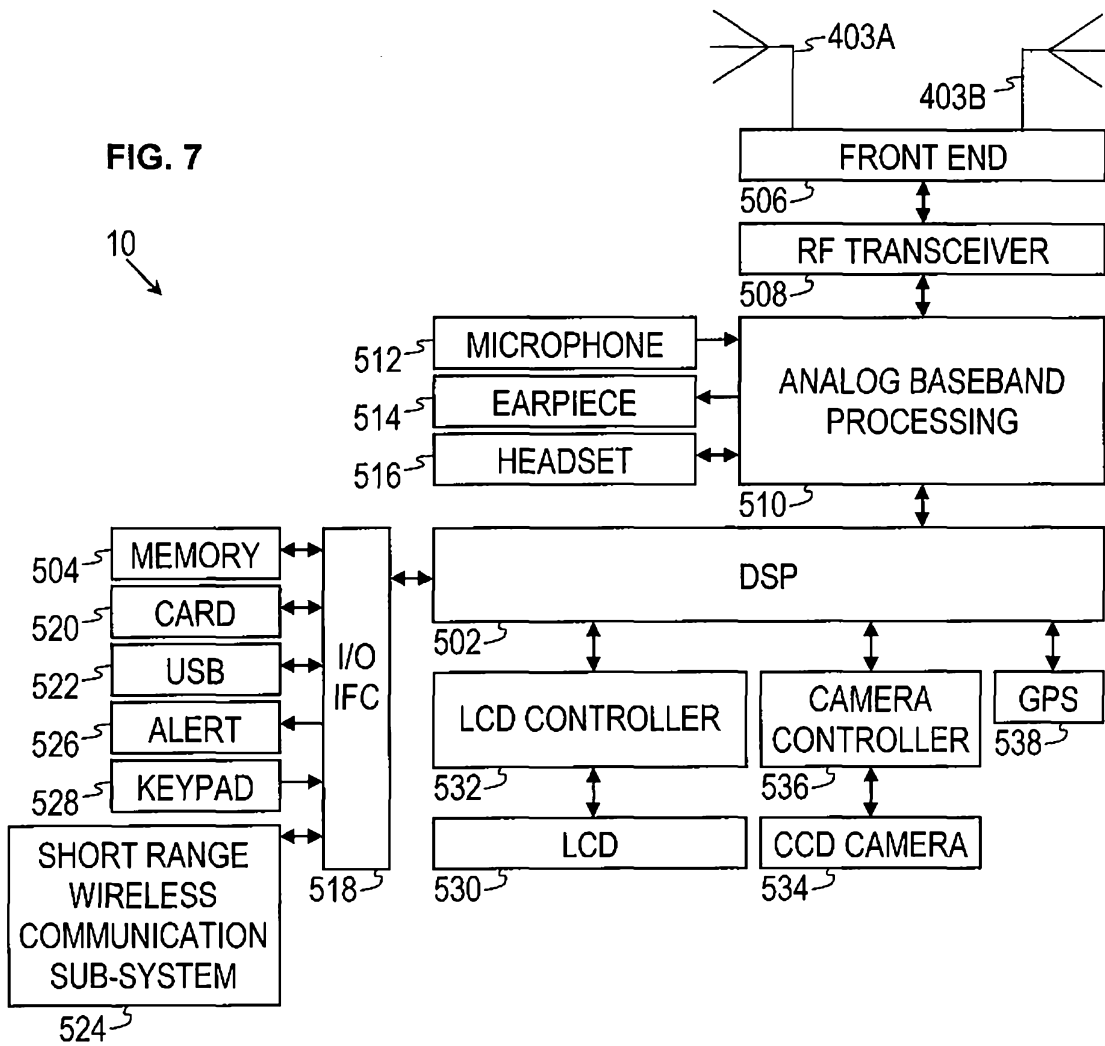 403A
403B
FIG. 7
FRONT END
506
10
RF TRANSCEIVER
508
512
MICROPHONE
ANALOG BASEBAND
PROCESSING
514
EARPIECE
516
HEADSET
510
504
MEMORY
DSP
520
CARD
502
522
USB
I/O
IFC
LCD CONTROLLER
CAMERA
CONTROLLER
GPS
538
526
ALERT
532
536
528
KEYPAD
LCD
CCD CAMERA
530
534
SHORT RANGE
WIRELESS
COMMUNICATION
SUB-SYSTEM
518
524